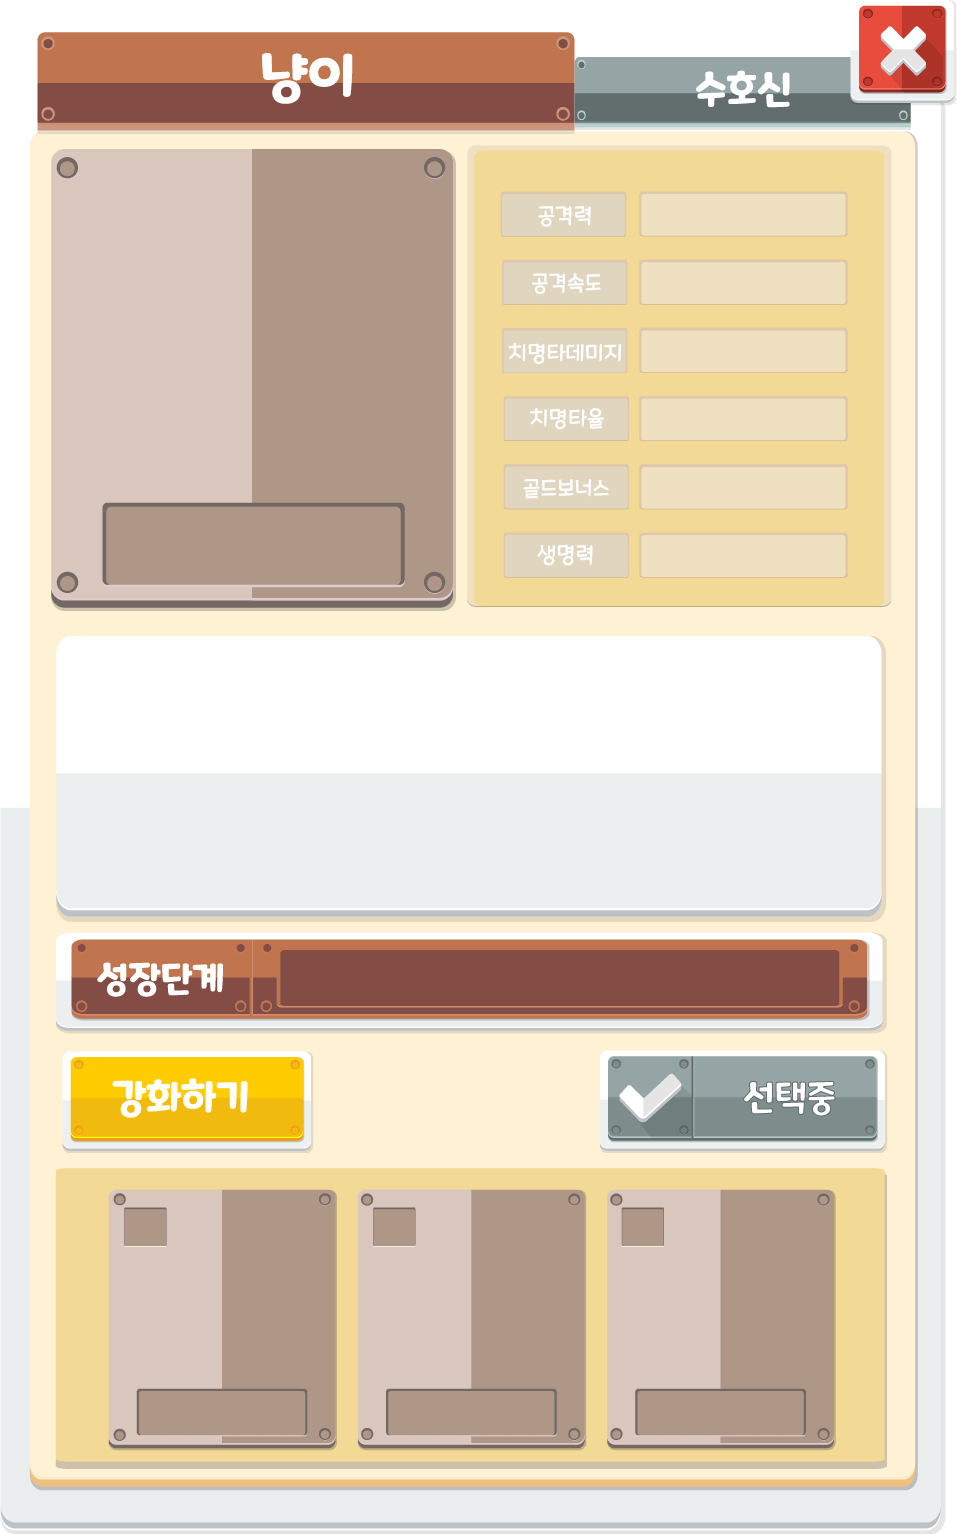 냥이
수호신
공격력
공격속도
치명타데미지
치명타율
골드보너스
생명력
성장단계
강화하기
선택중